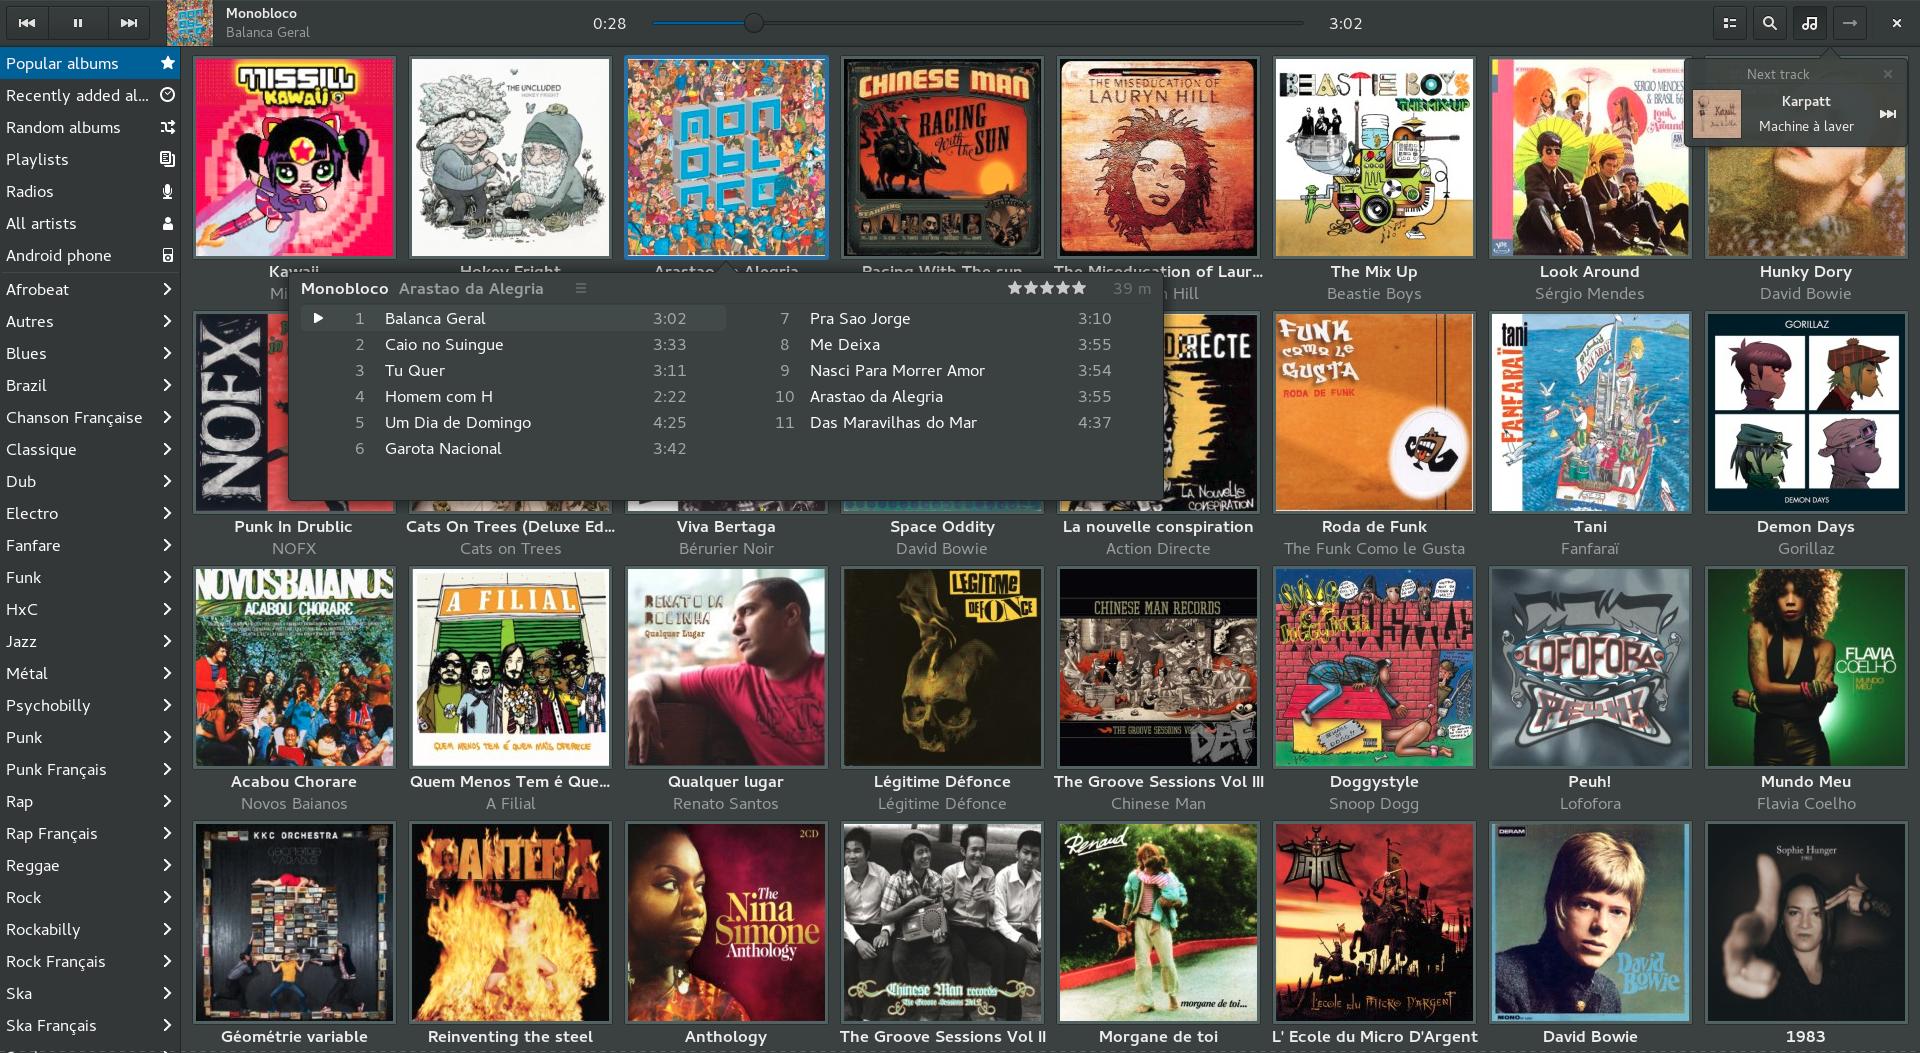 Monobloco
Balanca Geral
0:28
3:02
Popular albums
Recently added al...
Random albums
Playlists
Radios
All artists
Android phone
Afrobeat
Autres
Blues
Brazil
Chanson Française
Classique
Dub
Electro
Fanfare
Funk
HxC
Jazz
Métal
Psychobilly
Punk
Punk Français
Rap
Rap Français
Reggae
Rock
Rockabilly
Rock Français
Ska
Ska Français
Next track
Karpatt
Machine à laver
MISSILL
KAWAII
THE UNCLUDED
HOKEY FRIGHT
MONOBLOCO
CHINESE MAN
RACING
With the SUN
STARRING
THE MISEDUCATION OF
LAURYN HILL
BEASTIE BOYS
THE MIX-UP
SERGIO MENDES
& BRASIL 66
Look
Around
Kawaii
Hokey Fright
The Miseducation of Laur...
The Mix Up
Beastie Boys
Look Around
Sérgio Mendes
Hunky Dory
David Bowie
Monobloco Arastao da Alegria 39 m
1 Balanca Geral 3:02
2 Caio no Suingue 3:33
3 Tu Quer 3:11
4 Homem com H 2:22
5 Um Dia de Domingo 4:25
6 Garota Nacional 3:42
7 Pra Sao Jorge 3:10
8 Me Deixa 3:55
9 Nasci Para Morrer Amor 3:54
10 Arastao da Alegria 3:55
11 Das Maravilhas do Mar 4:37
NOFX
LA NOUVELLE
CONSPIRATION
FUNK
COMO LE
GUSTA
RODA DE FUNK
tani
FANFARAÏ
GORILLAZ
DEMON DAYS
Punk In Drublic
NOFX
Cats On Trees (Deluxe Ed...
Cats on Trees
Viva Bertaga
Bérurier Noir
Space Oddity
David Bowie
La nouvelle conspiration
Action Directe
Roda de Funk
The Funk Como le Gusta
Tani
Fanfaraï
Demon Days
Gorillaz
NOVOS BAIANOS
ACABOU CHORARE
A FILIAL
QUEM MENOS TEM É QUEM MAIS OFERECE
RENATO DA
ROCINHA
Qualquer Lugar
LÉGITIME
DÉFONCE
CHINESE MAN RECORDS
THE GROOVE SESSIONS
LOFOFORA
PEUH!
FLAVIA
COELHO
MUNDO
MEU
Acabou Chorare
Novos Baianos
Quem Menos Tem é Que...
A Filial
Qualquer lugar
Renato Santos
Légitime Défonce
Légitime Défonce
The Groove Sessions Vol III
Chinese Man
Doggystyle
Snoop Dogg
Peuh!
Lofofora
Mundo Meu
Flavia Coelho
KKC ORCHESTRA
GÉOMÉTRIE
VARIABLE
PANTERA
2CD
The
Nina
Simone
Anthology
Chinese Man records
The Groove Sessions Vol.2
Renaud
morgane de toi...
IAM
L'ECOLE DU MICRO D'ARGENT
DERAM
David
Bowie
MONO
Sophie Hunger
1983
Géométrie variable
Reinventing the steel
Anthology
The Groove Sessions Vol II
Morgane de toi
L' Ecole du Micro D'Argent
David Bowie
1983